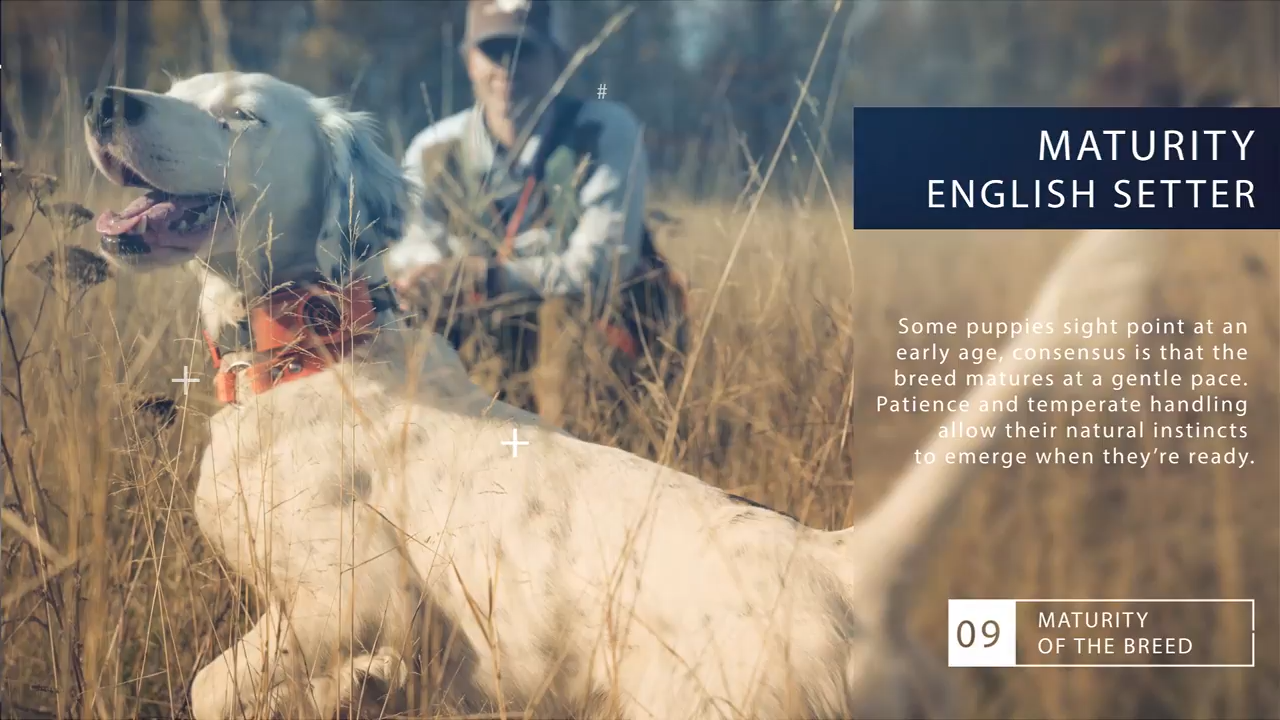 #
MATURITY
ENGLISH SETTER
Some puppies sight point at an
early age, consensus is that the
breed matures at a gentle pace.
Patience and temperate handling
allow their natural instincts
to emerge when they’re ready.
09
MATURITY
OF THE BREED